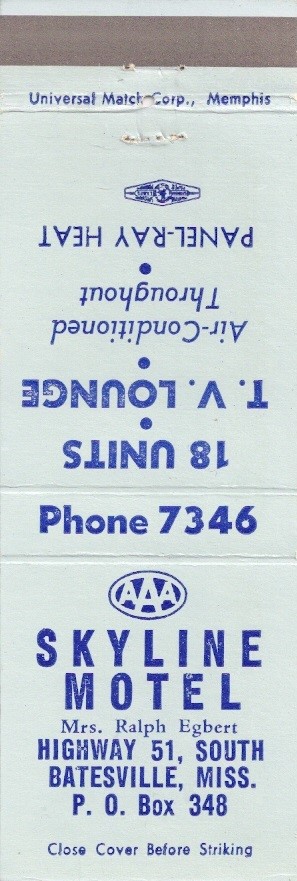 Universal Match Corp., Memphis
18 UNITS
•
T. V. LOUNGE
•
Air-Conditioned
Throughout
•
PANEL-RAY HEAT
Phone 7346
AAA
SKYLINE
MOTEL
Mrs. Ralph Egbert
HIGHWAY 51, SOUTH
BATESVILLE, MISS.
P. O. Box 348
Close Cover Before Striking